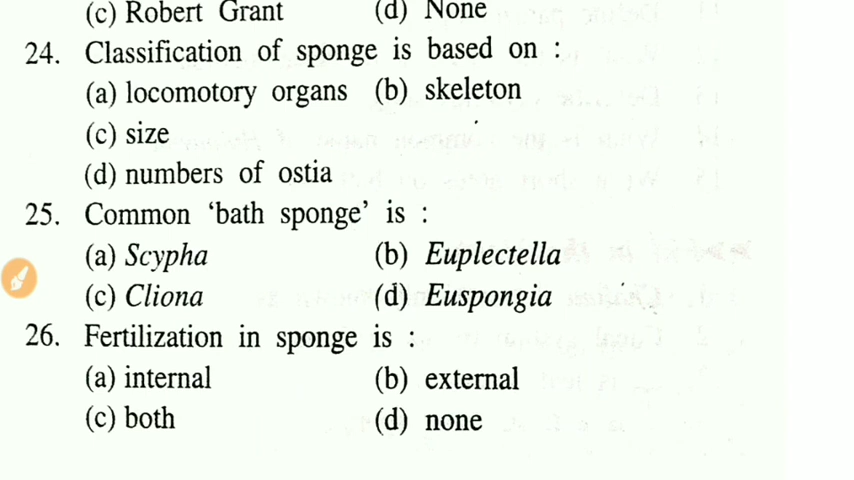 (c) Robert Grant (d) None
24. Classification of sponge is based on :
(a) locomotory organs (b) skeleton
(c) size
(d) numbers of ostia
25. Common ‘bath sponge’ is :
(a) Scypha (b) Euplectella
(c) Cliona (d) Euspongia
26. Fertilization in sponge is :
(a) internal (b) external
(c) both (d) none